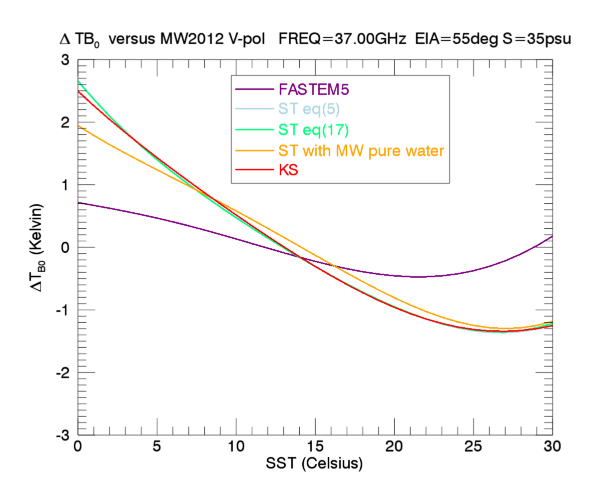 Δ TB₀ versus MW2012 V-pol FREQ=37.00GHz EIA=55deg S=35psu
3
FASTEM5
ST eq(5)
ST eq(17)
ST with MW pure water
KS
2
1
0
-1
-2
-3
ΔT_B0 (Kelvin)
0 5 10 15 20 25 30
SST (Celsius)